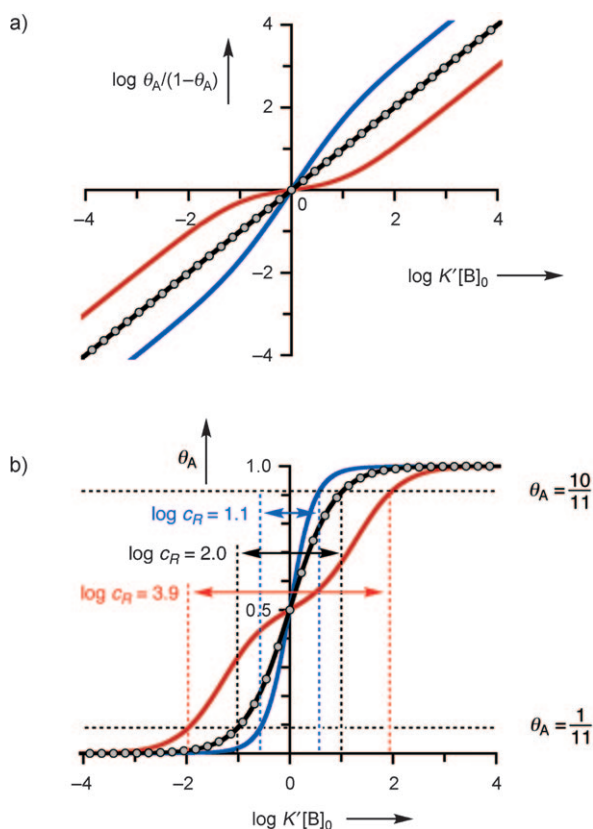 a)
4
log θA/(1–θA)
2
–4
–2
0
2
4
–2
log K′[B]0
–4
b)
θA
1.0
θA = 10/11
log cR = 1.1
log cR = 2.0
log cR = 3.9
0.5
θA = 1/11
–4
–2
0
2
4
log K′[B]0